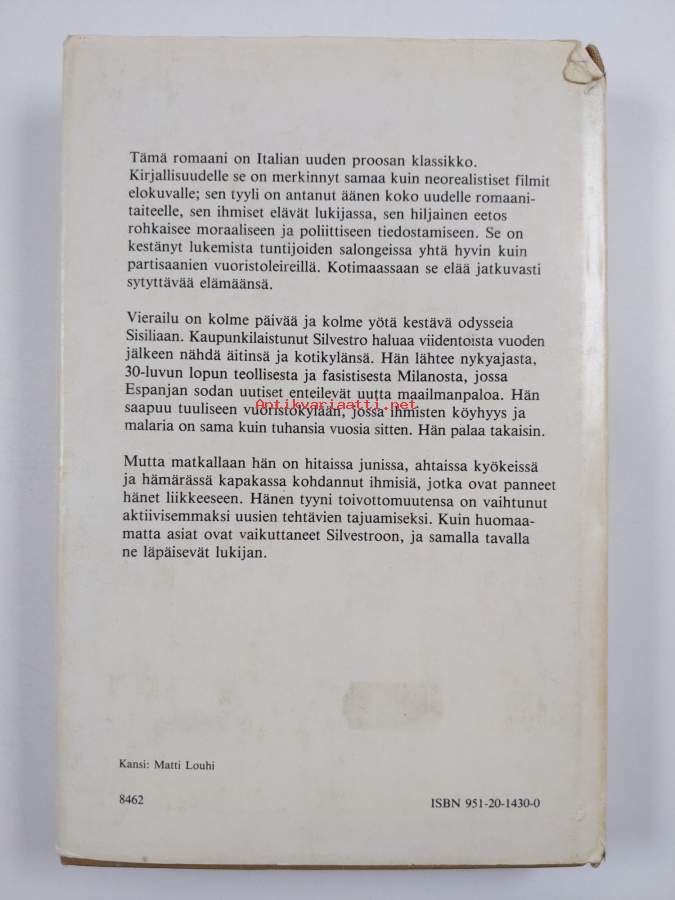 Tämä romaani on Italian uuden proosan klassikko.
Kirjallisuudelle se on merkinnyt samaa kuin neorealistiset filmit
elokuvalle; sen tyyli on antanut äänen koko uudelle romaani-
taiteelle, sen ihmiset elävät lukijassa, sen hiljainen eetos
rohkaisee moraaliseen ja poliittiseen tiedostamiseen. Se on
kestänyt lukemista tuntijoiden salongeissa yhtä hyvin kuin
partisaanien vuoristoleireillä. Kotimaassaan se elää jatkuvasti
sytyttävää elämäänsä.
Vierailu on kolme päivää ja kolme yötä kestävä odysseia
Sisiliaan. Kaupunkilaistunut Silvestro haluaa viidentoista vuoden
jälkeen nähdä äitinsä ja kotikylänsä. Hän lähtee nykyajasta,
30-luvun lopun teollisesta ja fasistisesta Milanosta, jossa
Espanjan sodan uutiset enteilevät uutta maailmanpaloa. Hän
Antikvariaatti.net
saapuu tuuliseen vuoristokylään, jossa ihmisten köyhyys ja
malaria on sama kuin tuhansia vuosia sitten. Hän palaa takaisin.
Mutta matkallaan hän on hitaissa junissa, ahtaissa kyökeissä
ja hämärässä kapakassa kohdannut ihmisiä, jotka ovat panneet
hänet liikkeeseen. Hänen tyyni toivottomuutensa on vaihtunut
aktiivisemmaksi uusien tehtävien tajuamiseksi. Kuin huomaa-
matta asiat ovat vaikuttaneet Silvestroon, ja samalla tavalla
ne läpäisevät lukijan.
Kansi: Matti Louhi
8462
ISBN 951-20-1430-0